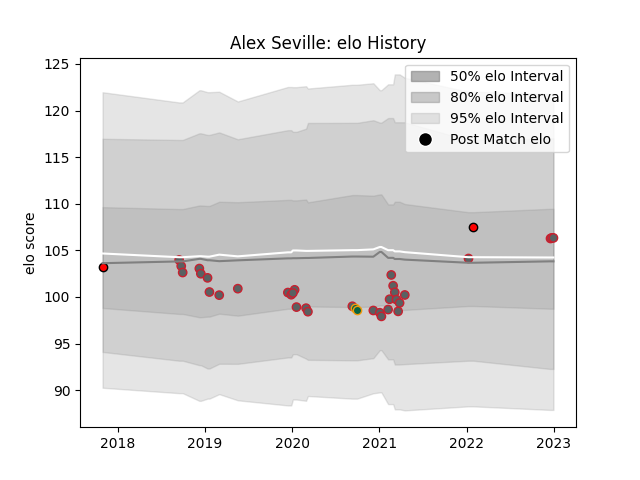 Alex Seville: elo History
125
120
115
110
105
100
95
90
elo score
50% elo Interval
80% elo Interval
95% elo Interval
Post Match elo
2018 2019 2020 2021 2022 2023